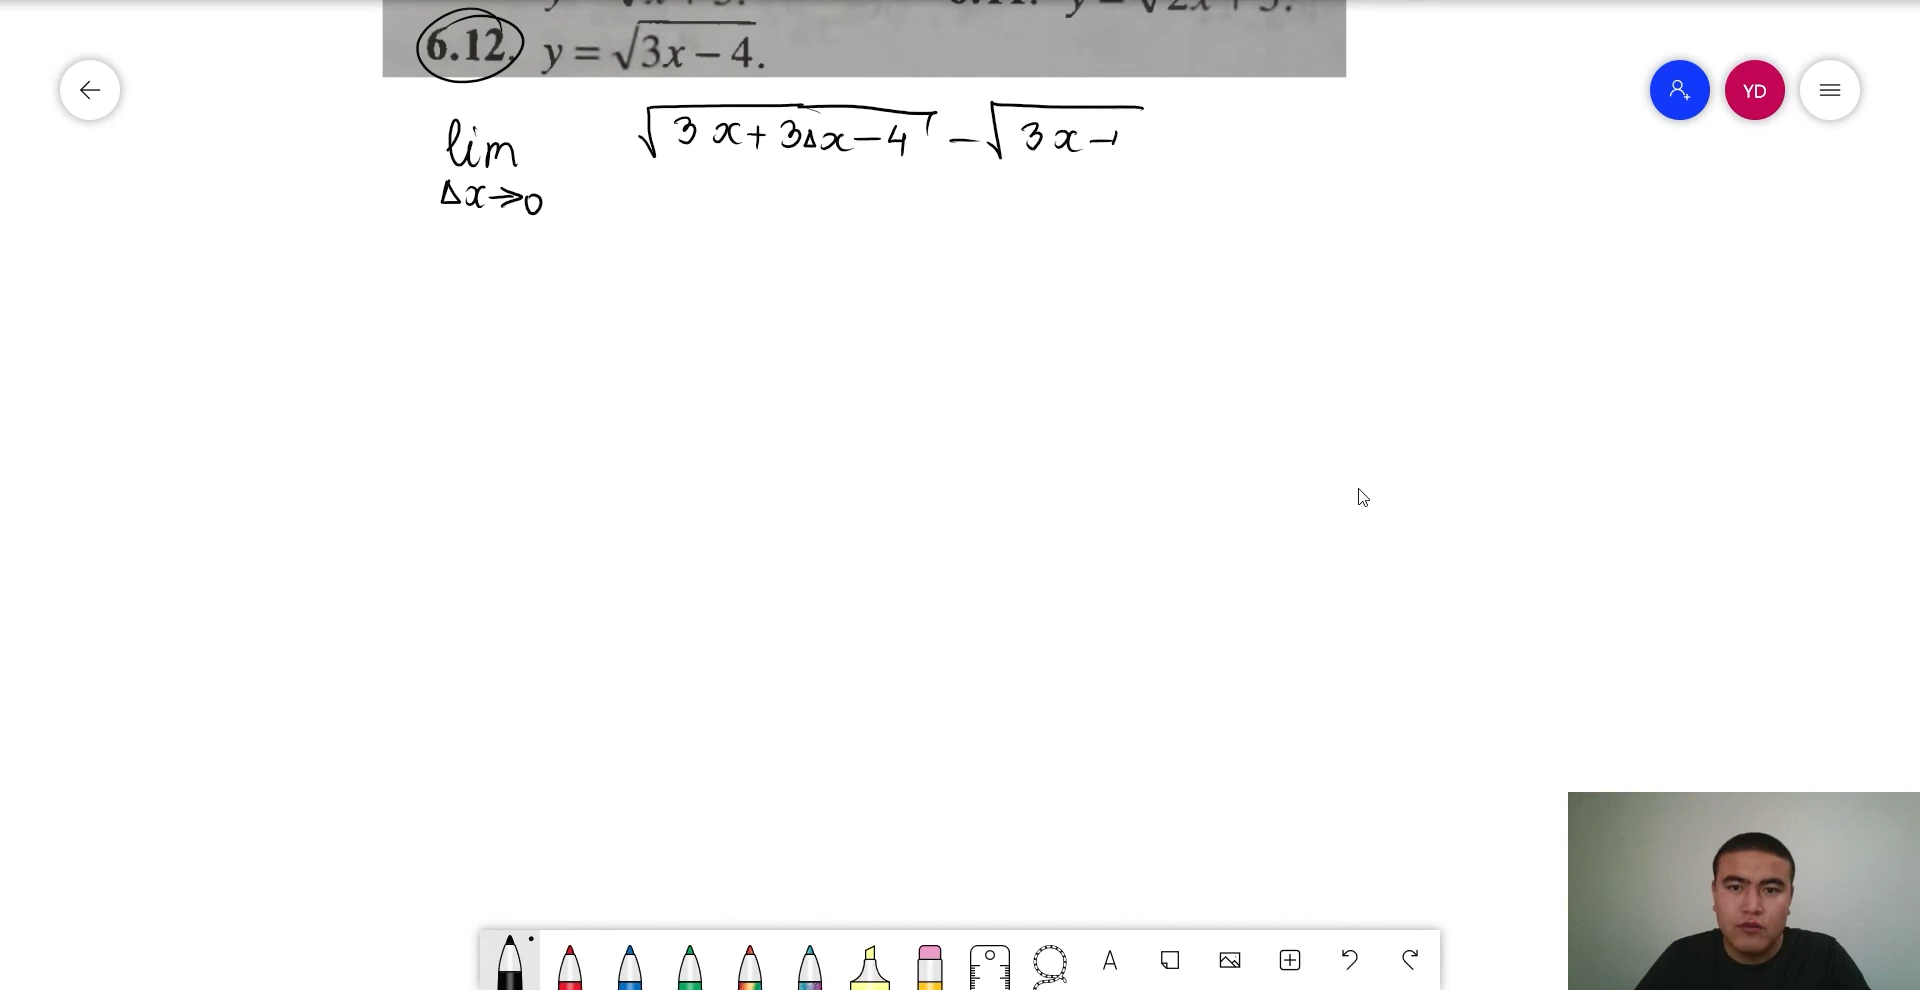 6.12. y = √3x − 4.
YD
lim √3x + 3Δx − 4 − √3x −
Δx → 0
A